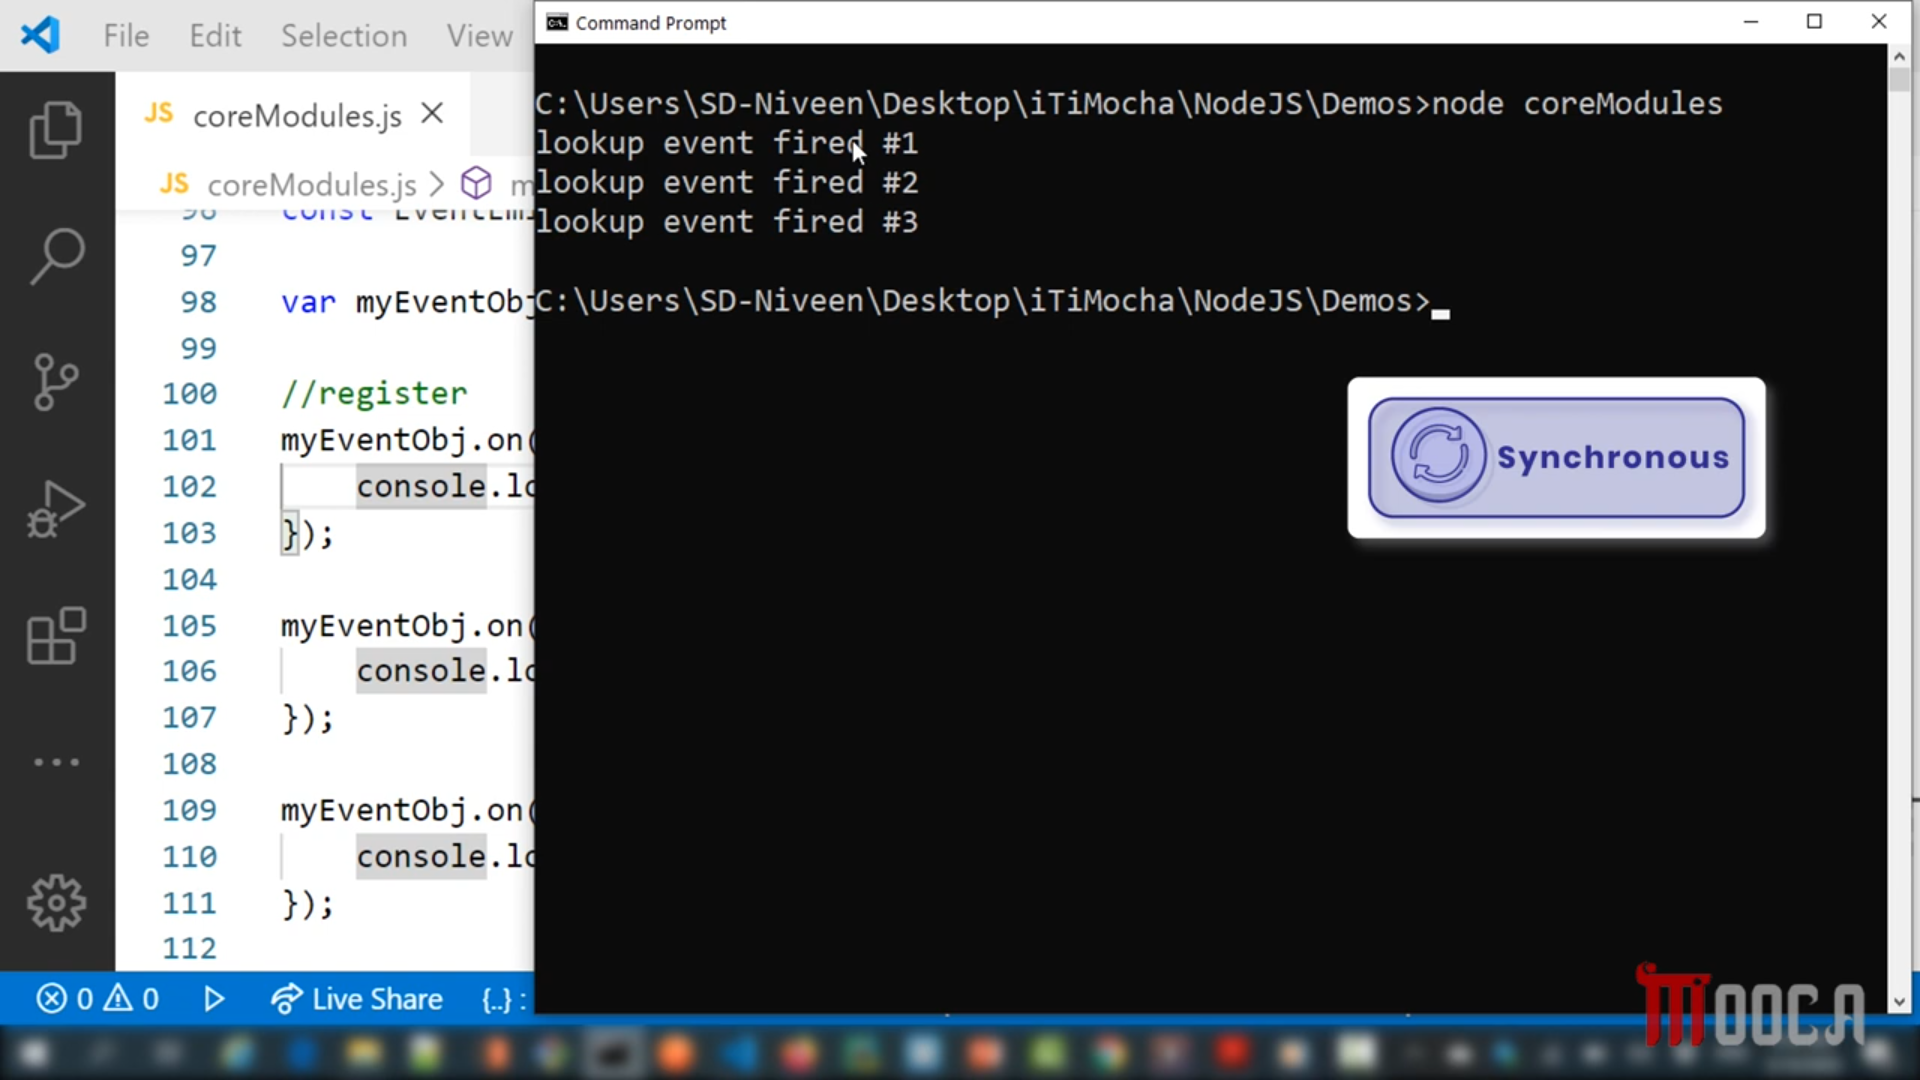 File Edit Selection View
Command Prompt
JS coreModules.js
JS coreModules.js
97
98 var myEventObj
99
100 //register
101 myEventObj.on(
102 console.lo
103 });
104
105 myEventObj.on(
106 console.lo
107 });
108
109 myEventObj.on(
110 console.lo
111 });
112
C:\Users\SD-Niveen\Desktop\iTiMocha\NodeJS\Demos>node coreModules
lookup event fired #1
lookup event fired #2
lookup event fired #3
C:\Users\SD-Niveen\Desktop\iTiMocha\NodeJS\Demos>
Synchronous
0 0 Live Share {..} :
MOOCA